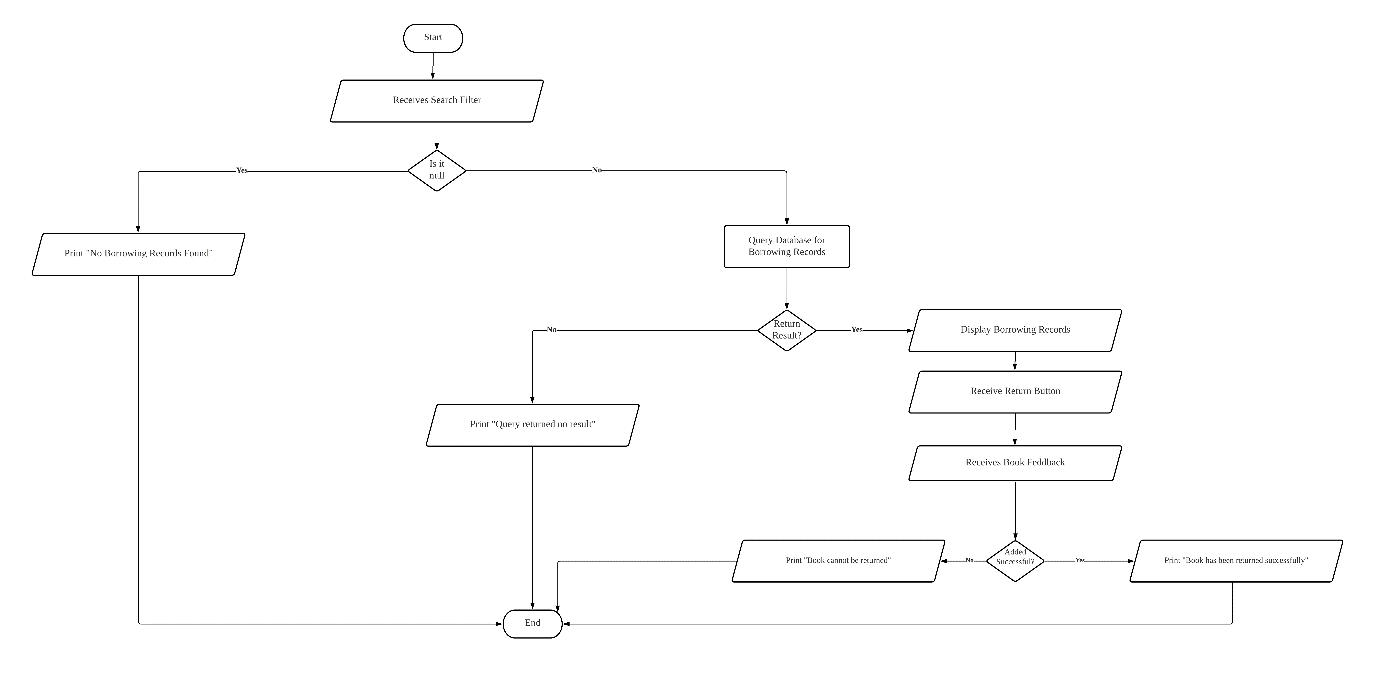 Start
Receives Search Filter
Is it
null
Yes
No
Print "No Borrowing Records Found"
Query Database for
Borrowing Records
Return
Result?
No
Yes
Display Borrowing Records
Receive Return Button
Print "Query returned no result"
Receives Book Feddback
Added
Successful?
No
Yes
Print "Book cannot be returned"
Print "Book has been returned successfully"
End